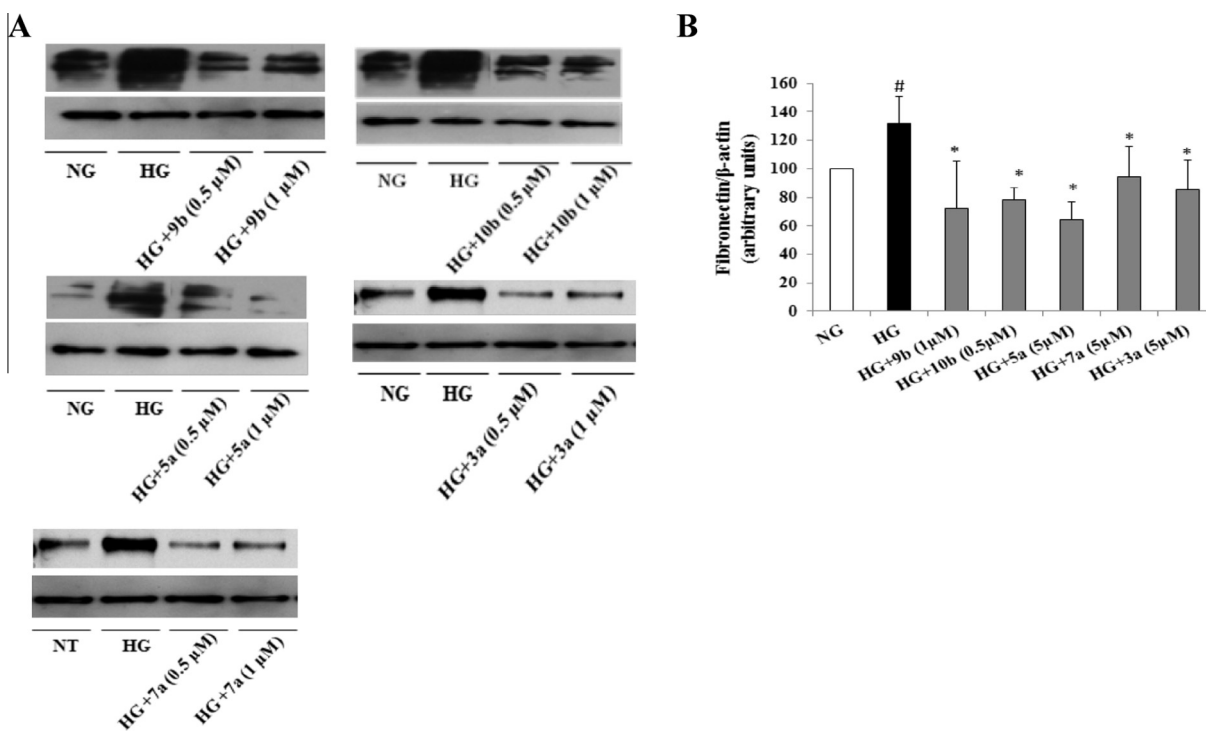 A
NG HG HG+9b (0.5 µM) HG+9b (1 µM)
NG HG HG+10b (0.5 µM) HG+10b (1 µM)
NG HG HG+5a (0.5 µM) HG+5a (1 µM)
NG HG HG+3a (0.5 µM) HG+3a (1 µM)
NT HG HG+7a (0.5 µM) HG+7a (1 µM)
B
Fibronectin/β-actin
(arbitrary units)
160
140
120
100
80
60
40
20
0
#
*
*
*
*
*
NG
HG
HG+9b (1µM)
HG+10b (0.5µM)
HG+5a (5µM)
HG+7a (5µM)
HG+3a (5µM)